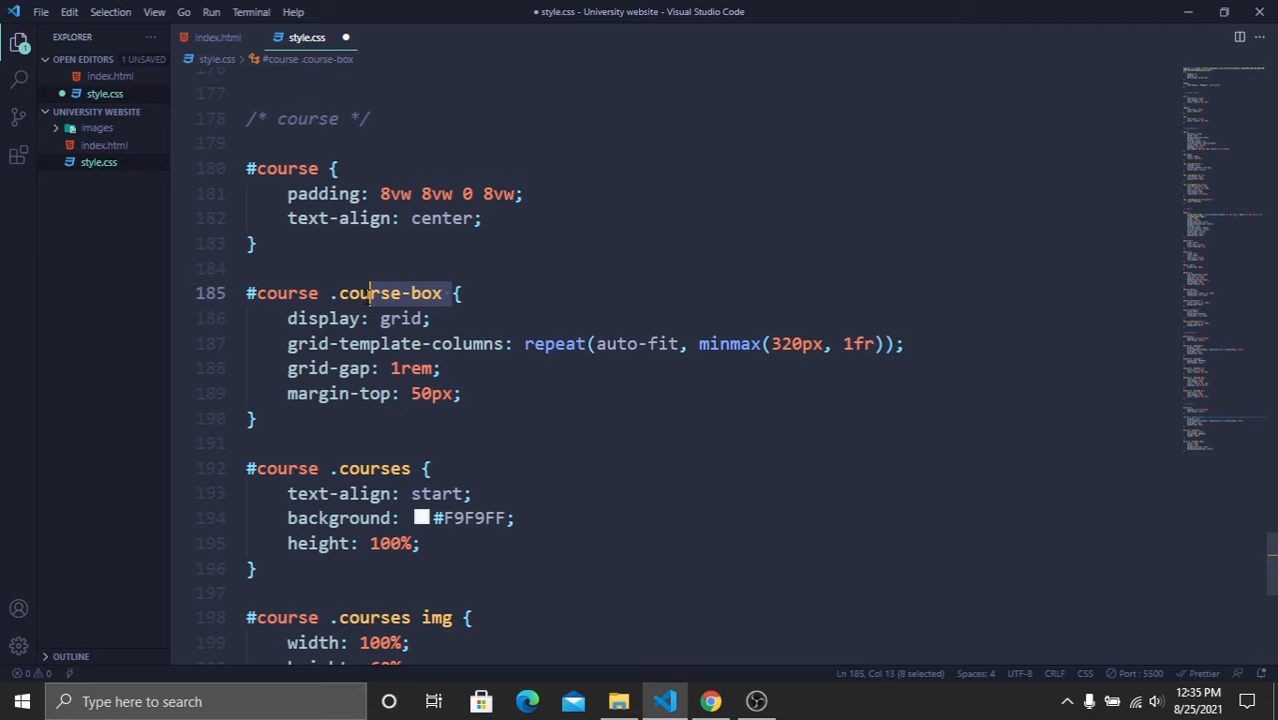 File Edit Selection View Go Run Terminal Help
● style.css - University website - Visual Studio Code
EXPLORER
index.html
style.css
OPEN EDITORS 1 UNSAVED
style.css > #course .course-box
index.html
style.css
UNIVERSITY WEBSITE
images
index.html
style.css
OUTLINE
1
176
177
178 /* course */
179
180 #course {
181 padding: 8vw 8vw 0 8vw;
182 text-align: center;
183 }
184
185 #course .course-box {
186 display: grid;
187 grid-template-columns: repeat(auto-fit, minmax(320px, 1fr));
188 grid-gap: 1rem;
189 margin-top: 50px;
190 }
191
192 #course .courses {
193 text-align: start;
194 background: #F9F9FF;
195 height: 100%;
196 }
197
198 #course .courses img {
199 width: 100%;
0 0
Ln 185, Col 13 (8 selected) Spaces: 4 UTF-8 CRLF CSS Port : 5500 Prettier
Type here to search
12:35 PM
8/25/2021